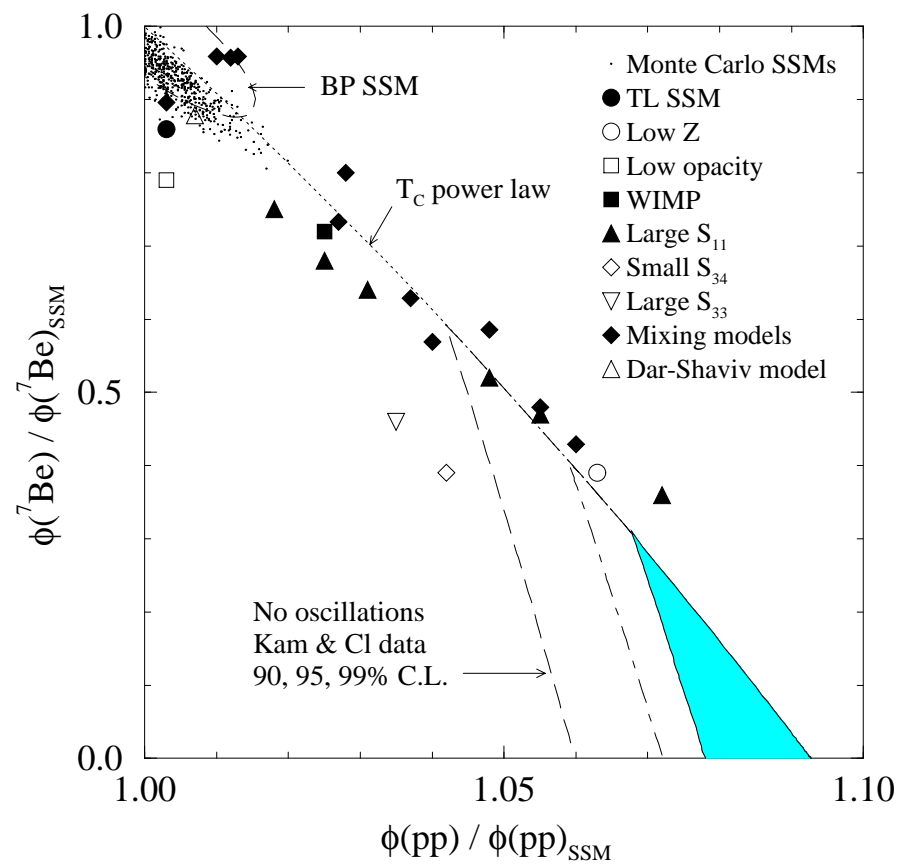 1.0
0.5
0.0
1.00
1.05
1.10
ϕ(⁷Be) / ϕ(⁷Be)SSM
ϕ(pp) / ϕ(pp)SSM
BP SSM
TC power law
No oscillations
Kam & Cl data
90, 95, 99% C.L.
Monte Carlo SSMs
TL SSM
Low Z
Low opacity
WIMP
Large S₁₁
Small S₃₄
Large S₃₃
Mixing models
Dar-Shaviv model